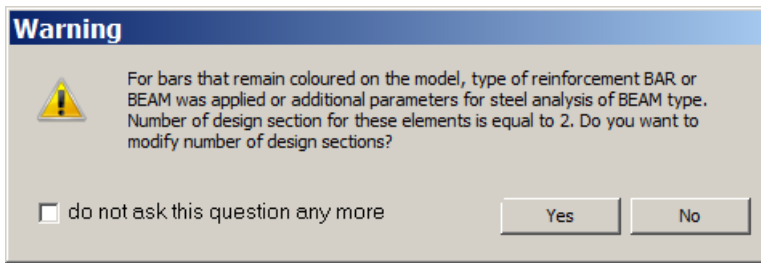 Warning
For bars that remain coloured on the model, type of reinforcement BAR or
BEAM was applied or additional parameters for steel analysis of BEAM type.
Number of design section for these elements is equal to 2. Do you want to
modify number of design sections?
do not ask this question any more
Yes
No